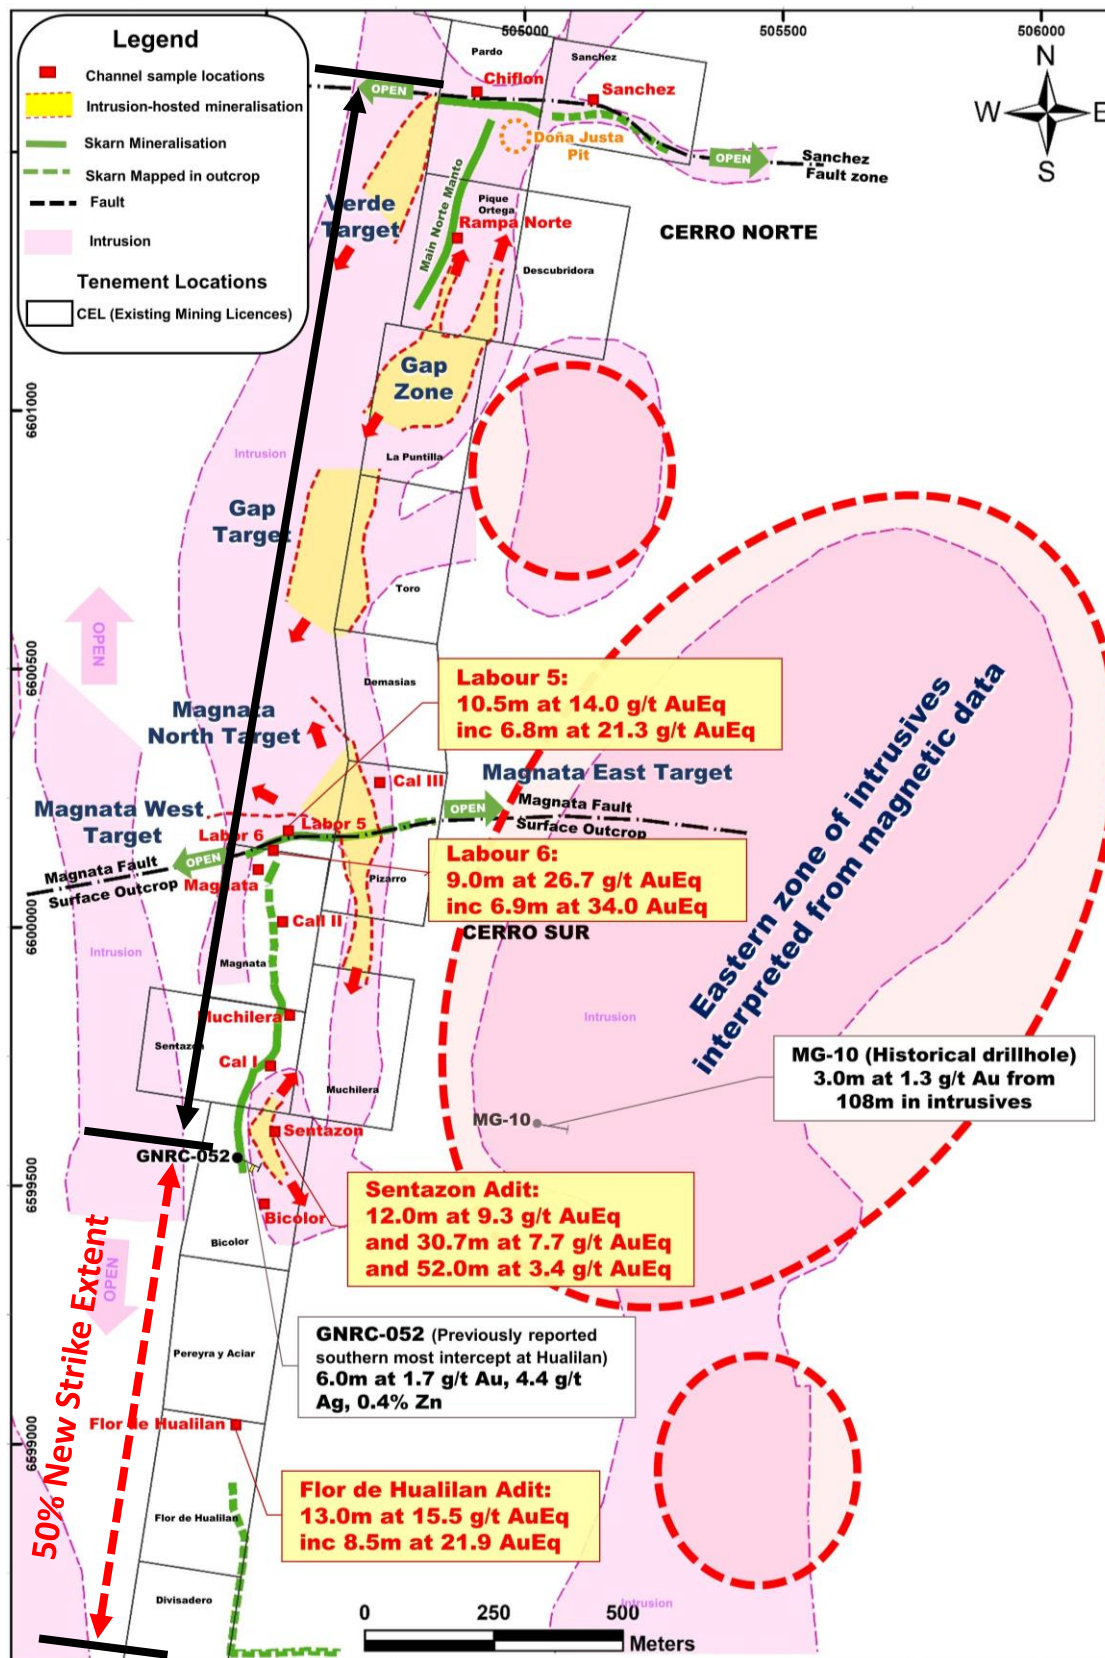 505000
505500
506000
Legend
Channel sample locations
Intrusion-hosted mineralisation
Skarn Mineralisation
Skarn Mapped in outcrop
Fault
Intrusion
Tenement Locations
CEL (Existing Mining Licences)
N
W
E
S
Pardo
Sanchez
Chiflon
Sanchez
OPEN
Doña Justa
Pit
OPEN
Sanchez
Fault zone
Verde
Target
Main Norte Manto
Pique
Ortega
Rampa Norte
CERRO NORTE
Descubridora
Gap
Zone
6601000
Intrusion
La Puntilla
Gap
Target
Toro
OPEN
6600500
Demasias
Labour 5:
10.5m at 14.0 g/t AuEq
inc 6.8m at 21.3 g/t AuEq
Magnata
North Target
Cal III
Magnata East Target
Magnata West
Target
OPEN
Magnata Fault
Surface Outcrop
Labor 6
Labor 5
OPEN
Magnata Fault
Surface Outcrop
Magnata
Pizarro
Labour 6:
9.0m at 26.7 g/t AuEq
inc 6.9m at 34.0 AuEq
6600000
Call II
CERRO SUR
Intrusion
Magnata
Eastern zone of intrusives
interpreted from magnetic data
Intrusion
Muchilera
Sentazon
Cal I
Muchilera
MG-10 (Historical drillhole)
3.0m at 1.3 g/t Au from
108m in intrusives
MG-10
Sentazon
GNRC-052
6599500
Sentazon Adit:
12.0m at 9.3 g/t AuEq
and 30.7m at 7.7 g/t AuEq
and 52.0m at 3.4 g/t AuEq
Bicolor
Bicolor
OPEN
50% New Strike Extent
GNRC-052 (Previously reported
southern most intercept at Hualilan)
6.0m at 1.7 g/t Au, 4.4 g/t
Ag, 0.4% Zn
Pereyra y Aciar
Flor de Hualilan
6599000
Flor de Hualilan Adit:
13.0m at 15.5 g/t AuEq
inc 8.5m at 21.9 AuEq
Flor de Hualilan
Divisadero
Intrusion
0
250
500
Meters